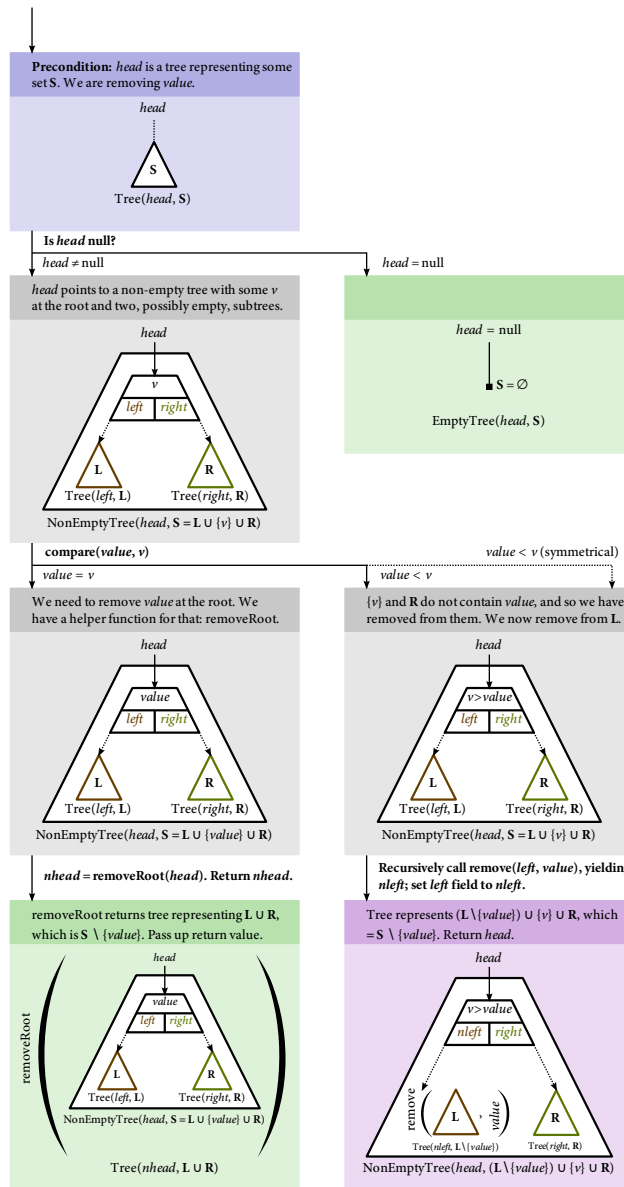 Precondition: head is a tree representing some
set S. We are removing value.
head
S
Tree(head, S)
Is head null?
head ≠ null
head = null
head points to a non-empty tree with some v
at the root and two, possibly empty, subtrees.
head
v
left right
L R
Tree(left, L) Tree(right, R)
NonEmptyTree(head, S = L ∪ {v} ∪ R)
head = null
S = ∅
EmptyTree(head, S)
compare(value, v)
value = v
value < v
value < v (symmetrical)
We need to remove value at the root. We
have a helper function for that: removeRoot.
head
value
left right
L R
Tree(left, L) Tree(right, R)
NonEmptyTree(head, S = L ∪ {value} ∪ R)
{v} and R do not contain value, and so we have
removed from them. We now remove from L.
head
v>value
left right
L R
Tree(left, L) Tree(right, R)
NonEmptyTree(head, S = L ∪ {v} ∪ R)
nhead = removeRoot(head). Return nhead.
Recursively call remove(left, value), yieldin
nleft; set left field to nleft.
removeRoot returns tree representing L ∪ R,
which is S \ {value}. Pass up return value.
head
removeRoot
value
left right
L R
Tree(left, L) Tree(right, R)
NonEmptyTree(head, S = L ∪ {value} ∪ R)
Tree(nhead, L ∪ R)
Tree represents (L\{value}) ∪ {v} ∪ R, which
= S \ {value}. Return head.
head
v>value
nleft right
remove ( L , value ) R
Tree(nleft, L\{value}) Tree(right, R)
NonEmptyTree(head, (L\{value}) ∪ {v} ∪ R)